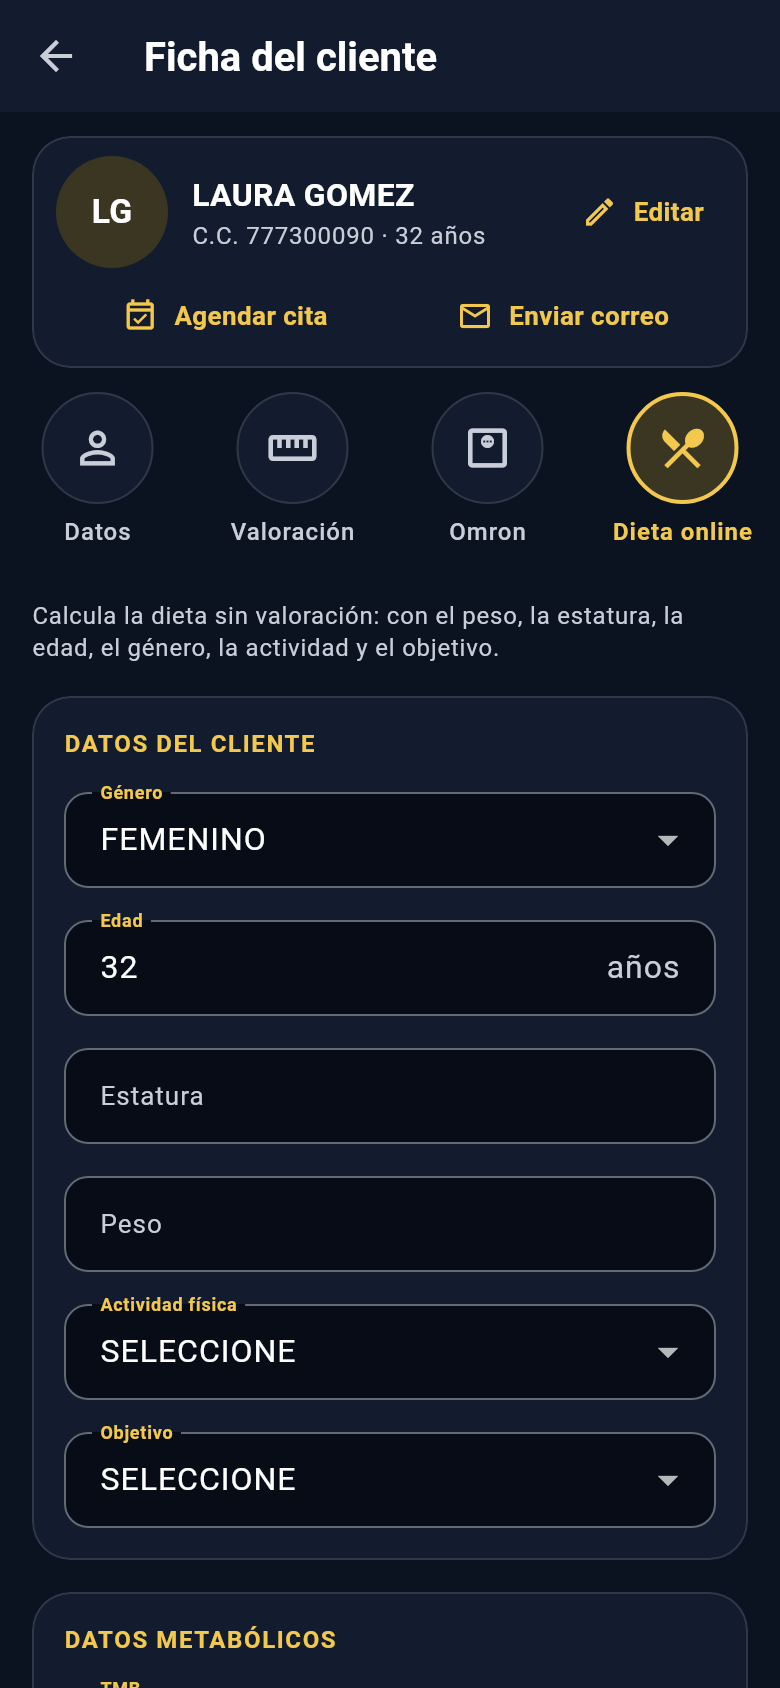 Ficha del cliente
LG
LAURA GOMEZ
C.C. 777300090 · 32 años
Editar
Agendar cita
Enviar correo
Datos
Valoración
Omron
Dieta online
Calcula la dieta sin valoración: con el peso, la estatura, la
edad, el género, la actividad y el objetivo.
DATOS DEL CLIENTE
Género
FEMENINO
Edad
32 años
Estatura
Peso
Actividad física
SELECCIONE
Objetivo
SELECCIONE
DATOS METABÓLICOS
TMB